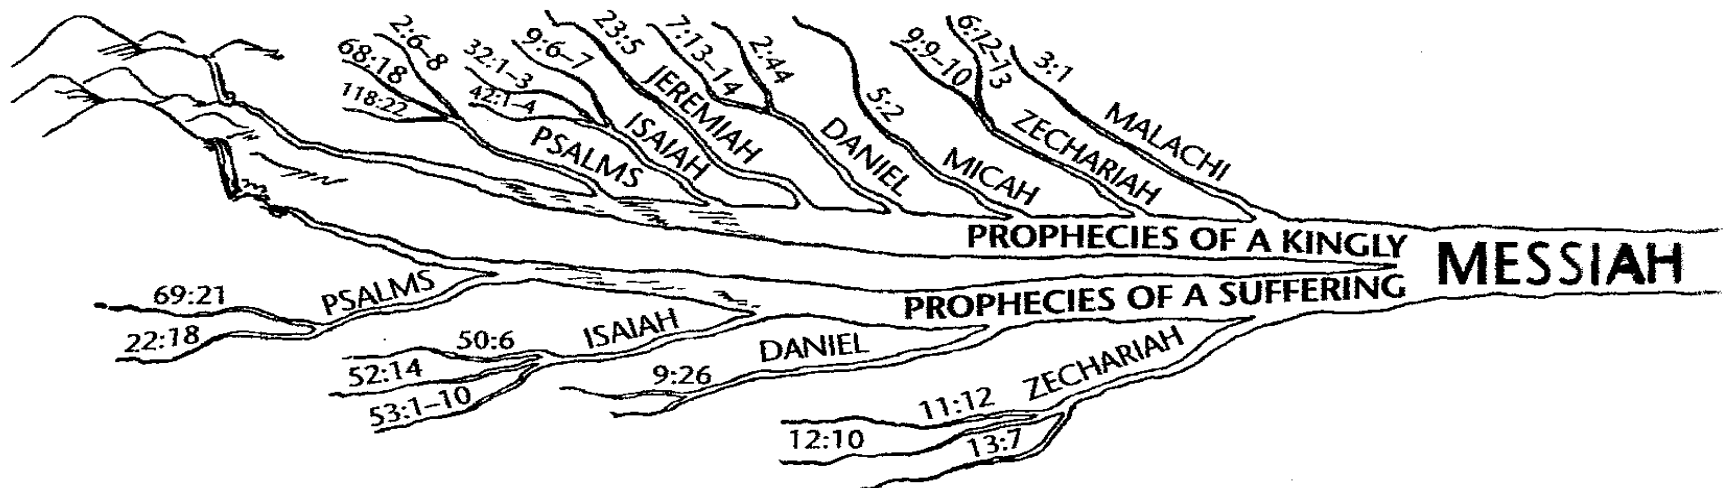 2:6–8
68:18
118:22
PSALMS
9:6–7
32:1–3
42:1–4
ISAIAH
23:5
JEREMIAH
7:13–14
2:44
DANIEL
5:2
MICAH
6:12–13
9:9–10
ZECHARIAH
3:1
MALACHI
PROPHECIES OF A KINGLY
MESSIAH
PROPHECIES OF A SUFFERING
69:21
22:18
PSALMS
50:6
52:14
53:1–10
ISAIAH
9:26
DANIEL
11:12
12:10
13:7
ZECHARIAH